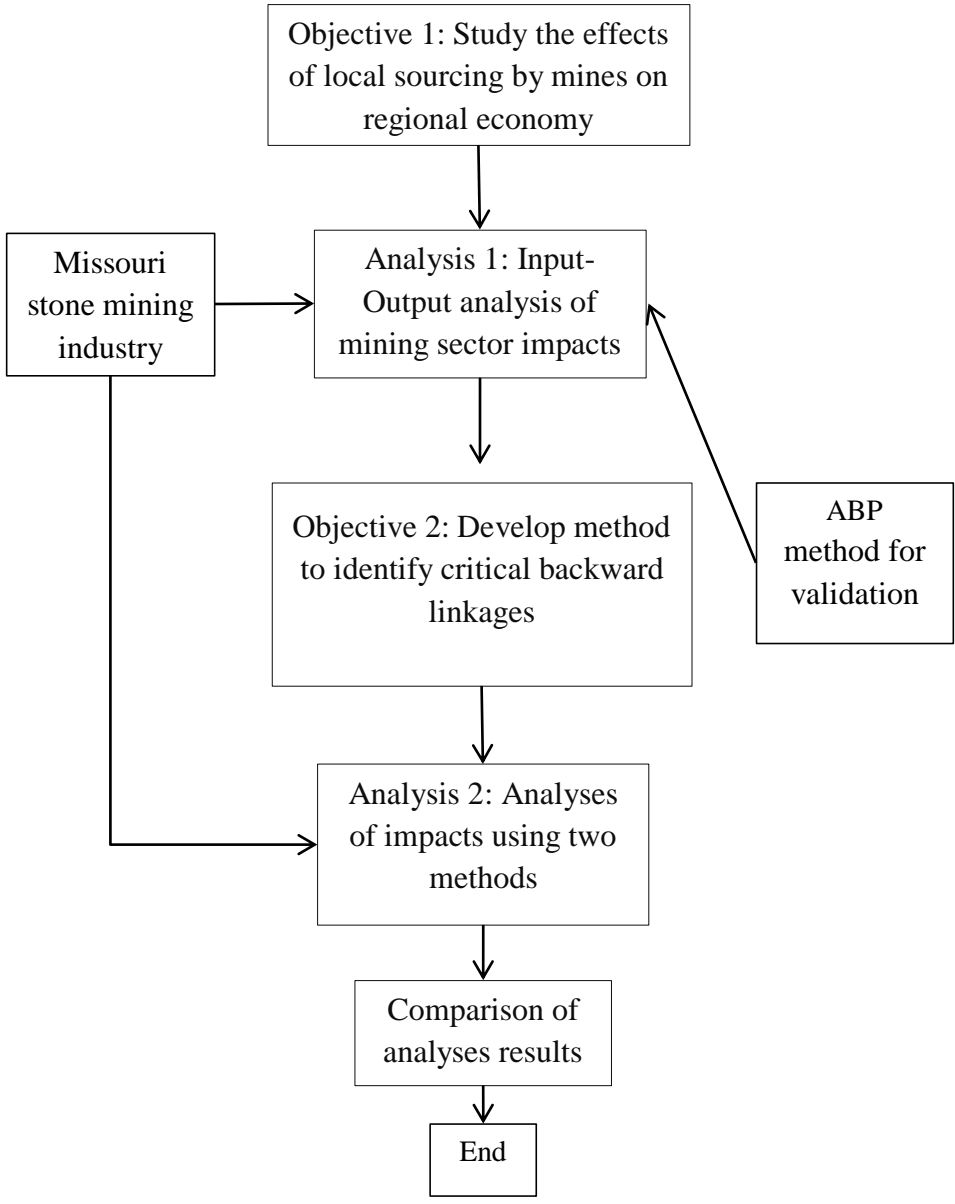 Objective 1: Study the effects
of local sourcing by mines on
regional economy
Missouri
stone mining
industry
Analysis 1: Input-
Output analysis of
mining sector impacts
Objective 2: Develop method
to identify critical backward
linkages
ABP
method for
validation
Analysis 2: Analyses
of impacts using two
methods
Comparison of
analyses results
End